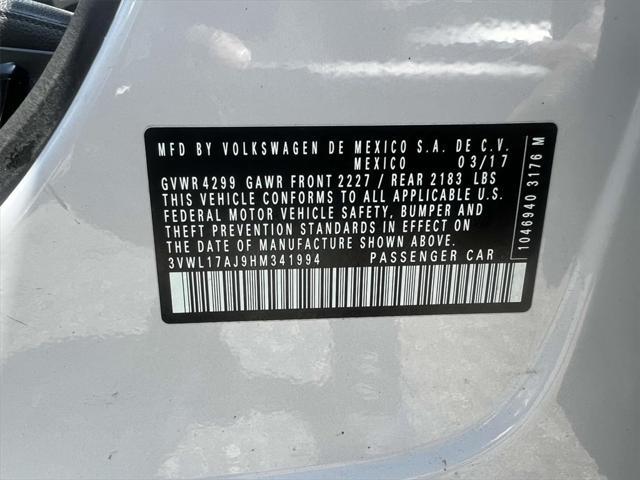 MFD BY VOLKSWAGEN DE MEXICO S.A. DE C.V.
MEXICO 03/17
GVWR 4299 GAWR FRONT 2227 / REAR 2183 LBS
THIS VEHICLE CONFORMS TO ALL APPLICABLE U.S.
FEDERAL MOTOR VEHICLE SAFETY, BUMPER AND
THEFT PREVENTION STANDARDS IN EFFECT ON
THE DATE OF MANUFACTURE SHOWN ABOVE.
3VWL17AJ9HM341994 PASSENGER CAR
1046940 3176 M